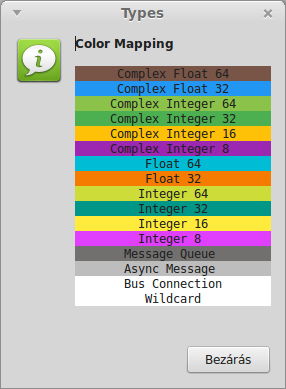 Types
Color Mapping
Complex Float 64
Complex Float 32
Complex Integer 64
Complex Integer 32
Complex Integer 16
Complex Integer 8
Float 64
Float 32
Integer 64
Integer 32
Integer 16
Integer 8
Message Queue
Async Message
Bus Connection
Wildcard
Bezárás